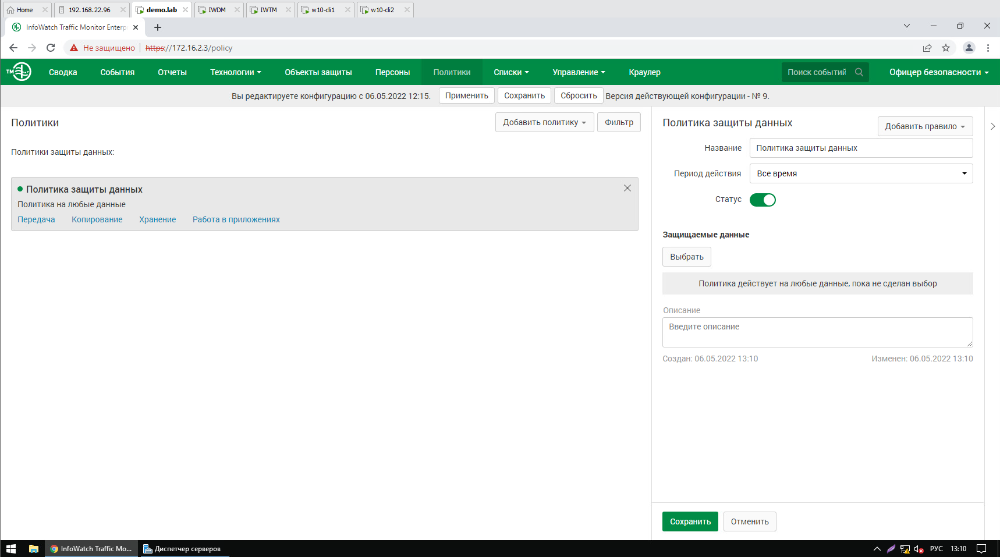 Home
192.168.22.96
demo.lab
IWDM
IWTM
w10-cli1
w10-cli2
InfoWatch Traffic Monitor Enterp
Не защищено
https://172.16.2.3/policy
TM
Сводка
События
Отчеты
Технологии
Объекты защиты
Персоны
Политики
Списки
Управление
Краулер
Поиск событий
Офицер безопасности
Вы редактируете конфигурацию с 06.05.2022 12:15.
Применить
Сохранить
Сбросить
Версия действующей конфигурации - № 9.
Политики
Добавить политику
Фильтр
Политики защиты данных:
Политика защиты данных
Политика на любые данные
Передача
Копирование
Хранение
Работа в приложениях
Политика защиты данных
Добавить правило
Название
Политика защиты данных
Период действия
Все время
Статус
Защищаемые данные
Выбрать
Политика действует на любые данные, пока не сделан выбор
Описание
Введите описание
Создан: 06.05.2022 13:10
Изменен: 06.05.2022 13:10
Сохранить
Отменить
InfoWatch Traffic Mo...
Диспетчер серверов
РУС
13:10